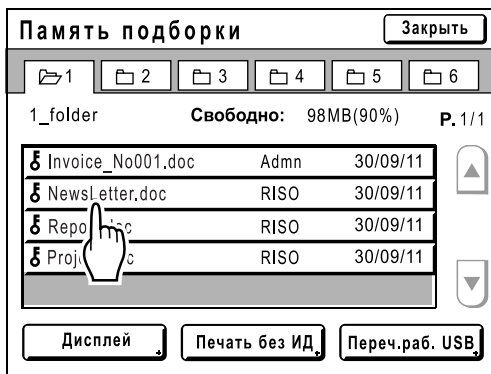 Память подборки Закрыть
1 2 3 4 5 6
1_folder Свободно: 98MB(90%) P. 1/1
Invoice_No001.doc Admn 30/09/11
NewsLetter.doc RISO 30/09/11
RISO 30/09/11
RISO 30/09/11
Дисплей Печать без ИД Переч.раб. USB